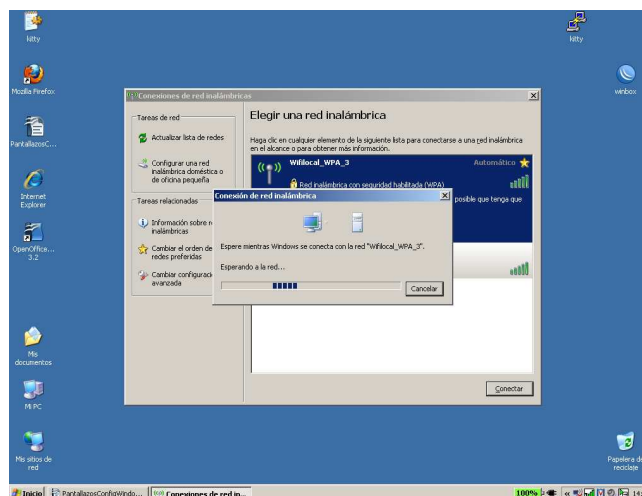 kitty
kitty
Mozilla Firefox
winbox
PantallazosC...
Internet
Explorer
OpenOffice...
3.2
Mis
documentos
Mi PC
Mis sitios de
red
Papelera de
reciclaje
Conexiones de red inalámbricas
Tareas de red
Actualizar lista de redes
Configurar una red
inalámbrica doméstica o
de oficina pequeña
Tareas relacionadas
Información sobre
inalámbricas
Cambiar el orden de
redes preferidas
Cambiar
avanzada
Elegir una red inalámbrica
Haga clic en cualquier elemento de la siguiente lista para conectarse a una red inalámbrica
en el alcance o para obtener más información.
Wifilocal_WPA_3
Automático
Red inalámbrica con seguridad habilitada (WPA)
posible que tenga que
Conexión de red inalámbrica
Espere mientras Windows se conecta con la red "Wifilocal_WPA_3".
Esperando a la red...
Cancelar
Conectar
Inicio
PantallazosConfigWindo...
Conexiones de red in...
100%